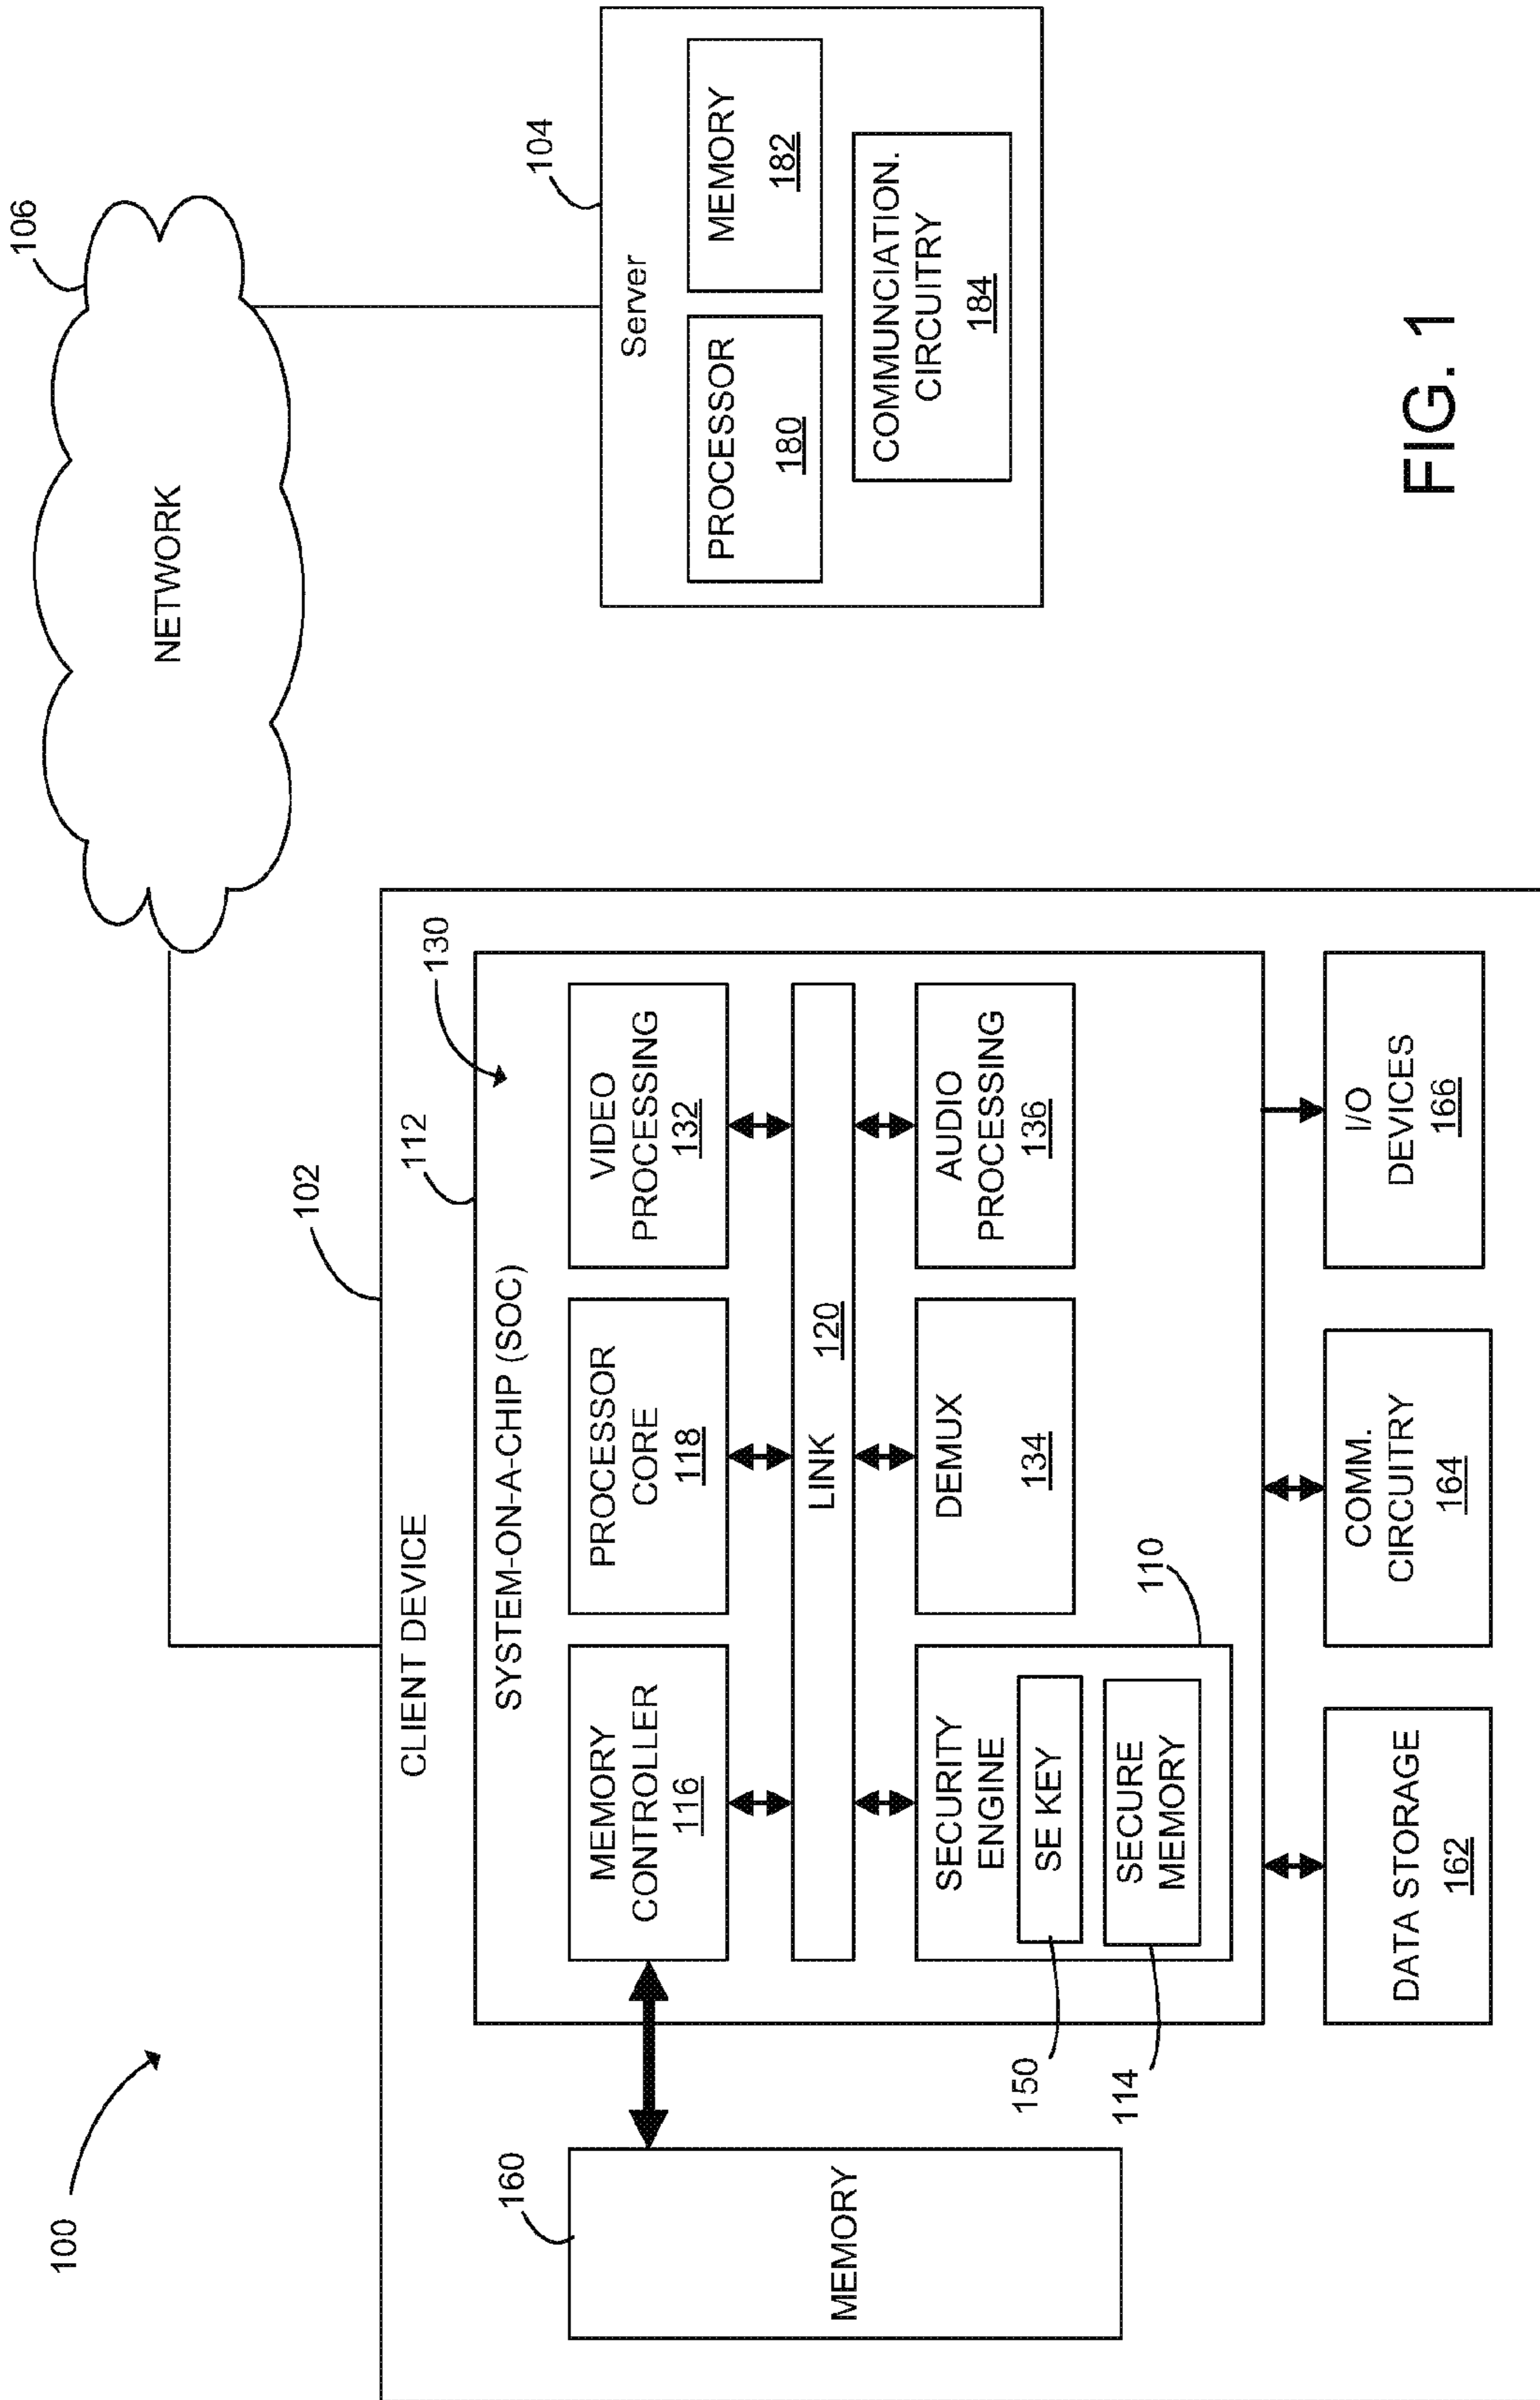 100
106
NETWORK
102
CLIENT DEVICE
112
130
SYSTEM-ON-A-CHIP (SOC)
160
MEMORY
MEMORY
CONTROLLER
116
PROCESSOR
CORE
118
VIDEO
PROCESSING
132
LINK
120
SECURITY
ENGINE
SE KEY
SECURE
MEMORY
150
114
110
DEMUX
134
AUDIO
PROCESSING
136
DATA STORAGE
162
COMM.
CIRCUITRY
164
I/O
DEVICES
166
104
Server
PROCESSOR
180
MEMORY
182
COMMUNCIATION.
CIRCUITRY
184
FIG. 1